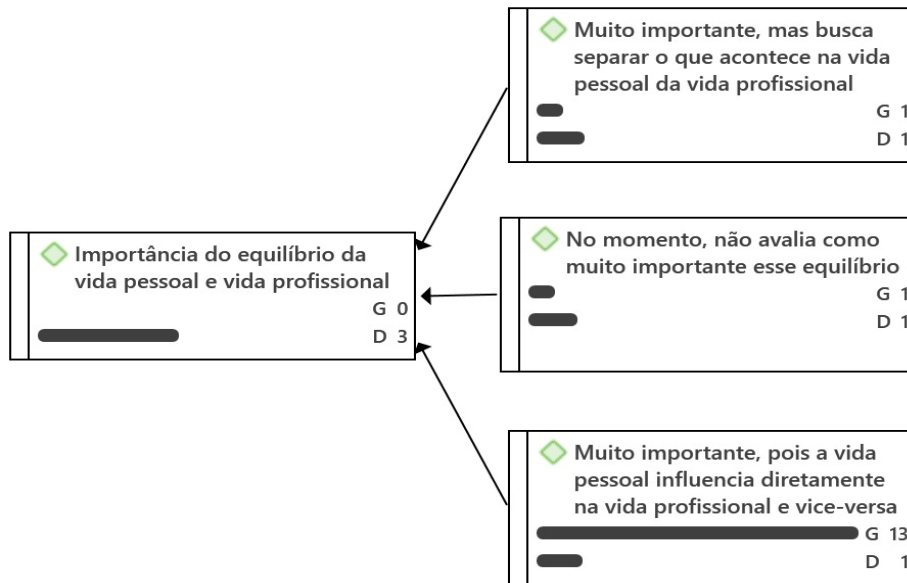 Muito importante, mas busca
separar o que acontece na vida
pessoal da vida profissional
G 1
D 1
Importância do equilíbrio da
vida pessoal e vida profissional
G 0
D 3
No momento, não avalia como
muito importante esse equilíbrio
G 1
D 1
Muito importante, pois a vida
pessoal influencia diretamente
na vida profissional e vice-versa
G 13
D 1